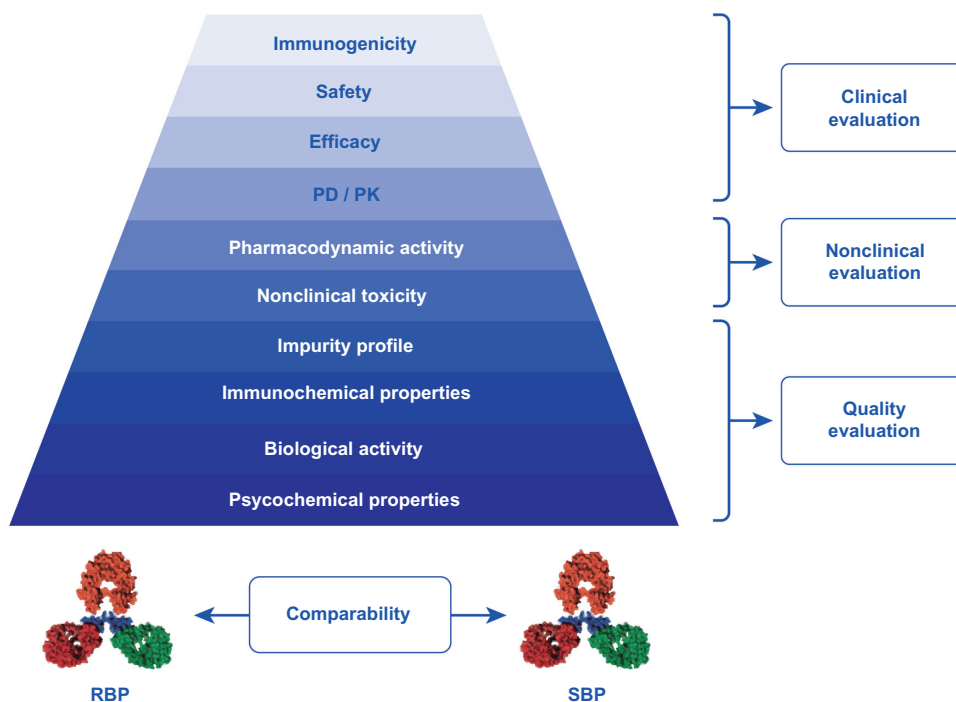 Immunogenicity
Safety
Efficacy
PD / PK
Pharmacodynamic activity
Nonclinical toxicity
Impurity profile
Immunochemical properties
Biological activity
Psycochemical properties
Clinical
evaluation
Nonclinical
evaluation
Quality
evaluation
Comparability
RBP
SBP